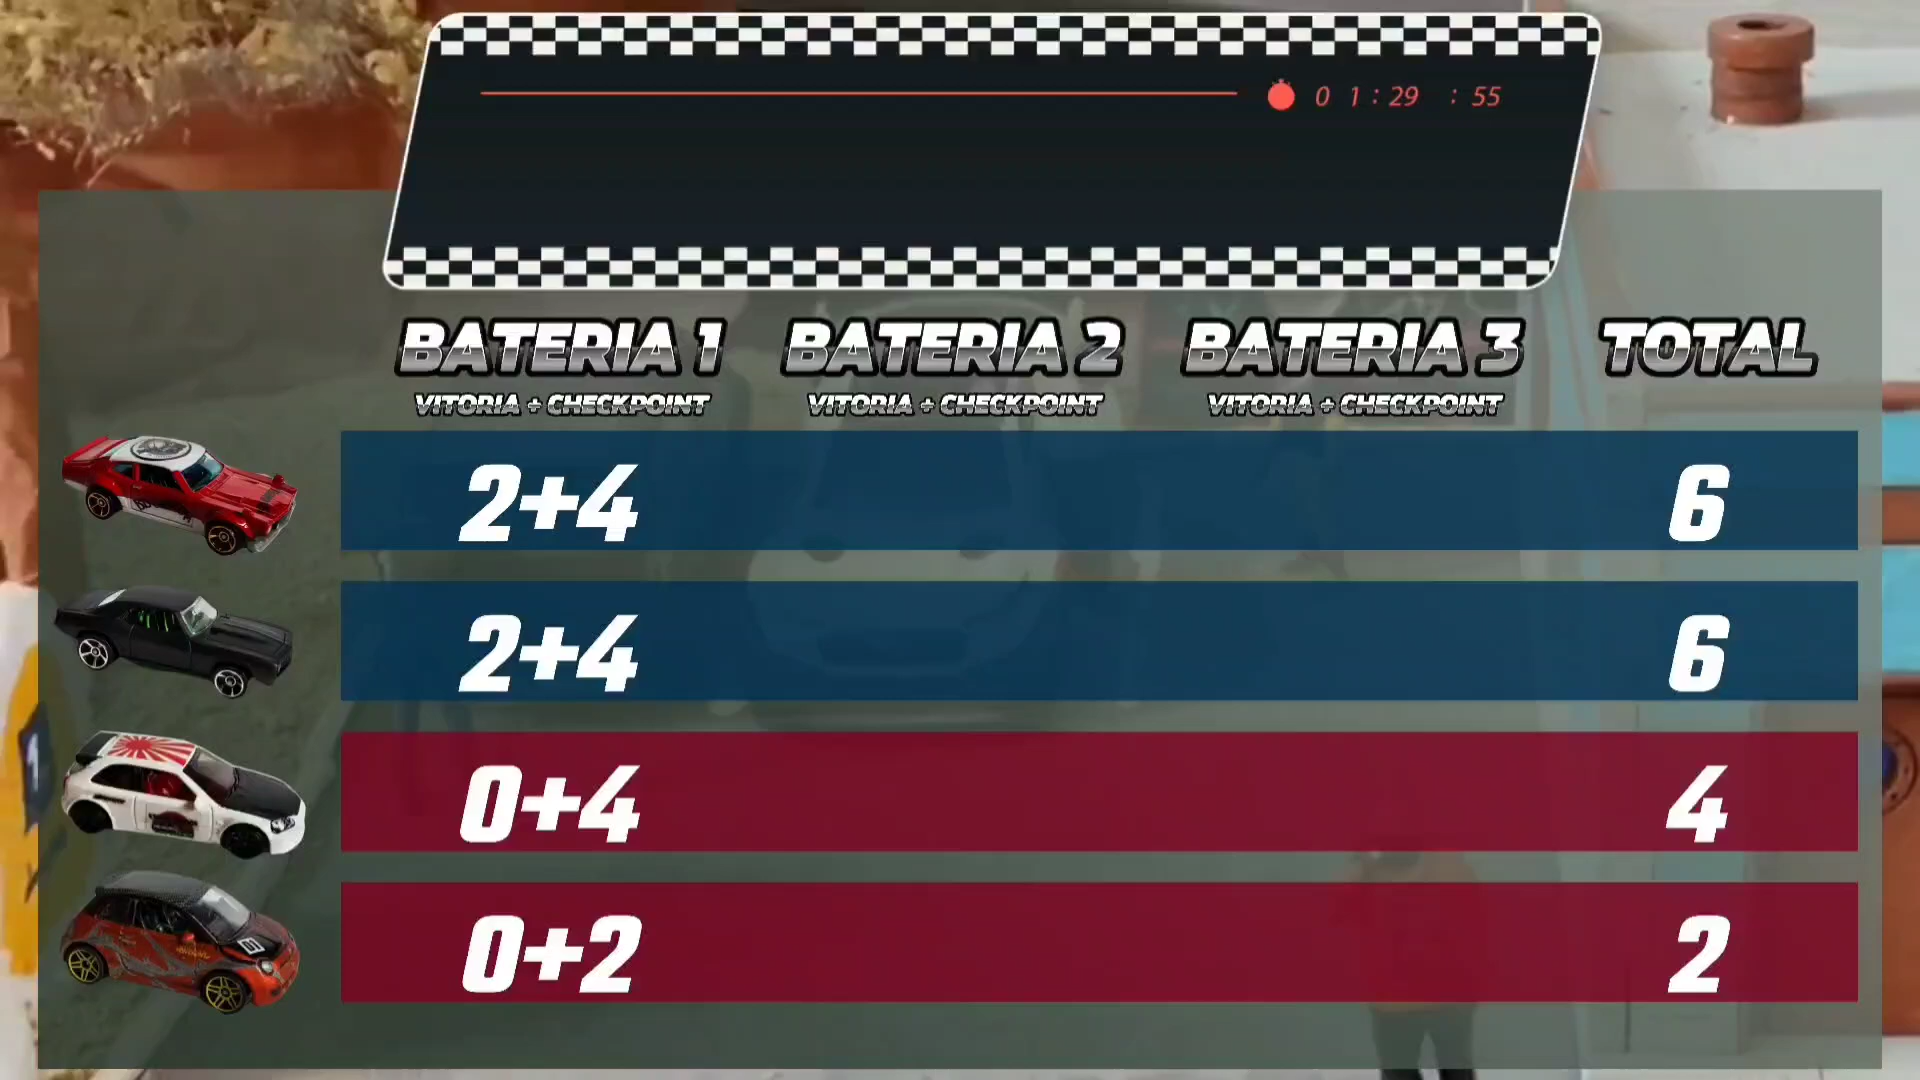 0 1 : 29 : 55
BATERIA 1 BATERIA 2 BATERIA 3 TOTAL
VITORIA + CHECKPOINT VITORIA + CHECKPOINT VITORIA + CHECKPOINT
2+4 6
2+4 6
0+4 4
0+2 2